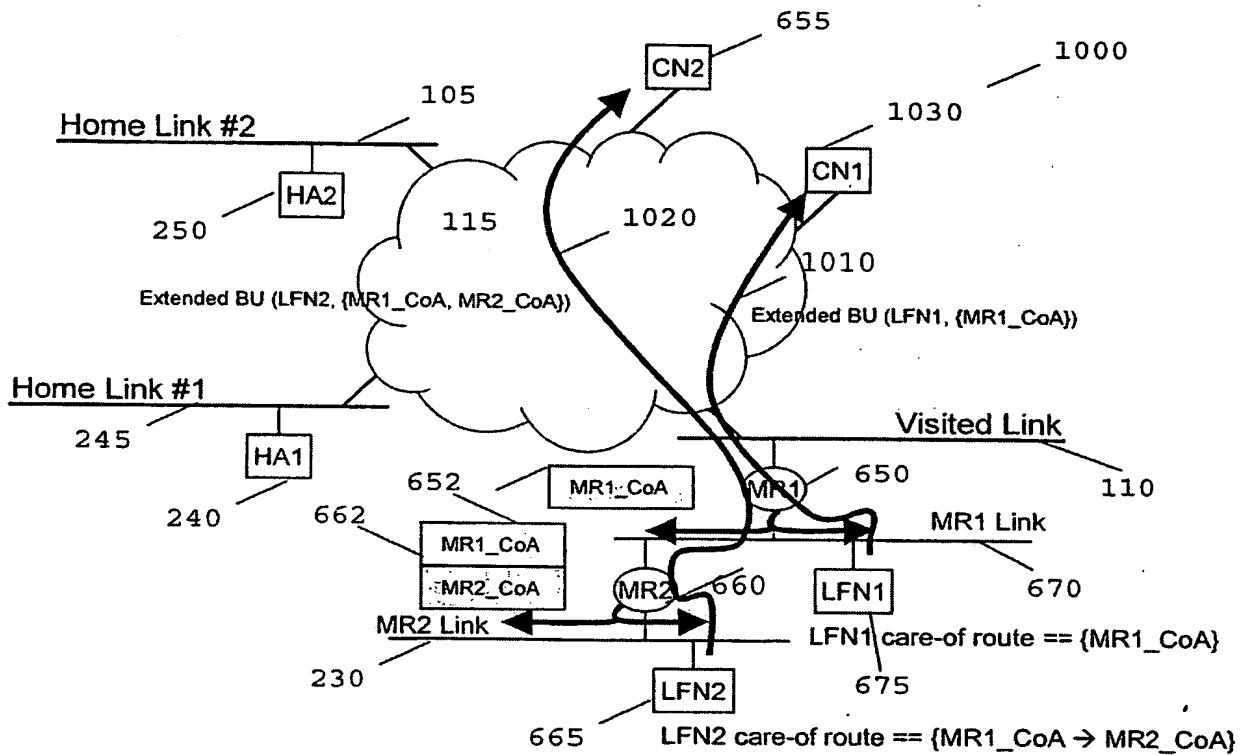 655
CN2
1000
105
Home Link #2
1030
CN1
HA2
250
115
1020
1010
Extended BU (LFN2, {MR1_CoA, MR2_CoA})
Extended BU (LFN1, {MR1_CoA})
Home Link #1
245
HA1
240
Visited Link
110
652
MR1_CoA
MR1
650
662
MR1_CoA
MR2_CoA
MR1 Link
670
MR2
660
LFN1
MR2 Link
230
LFN1 care-of route == {MR1_CoA}
675
LFN2
665
LFN2 care-of route == {MR1_CoA → MR2_CoA}